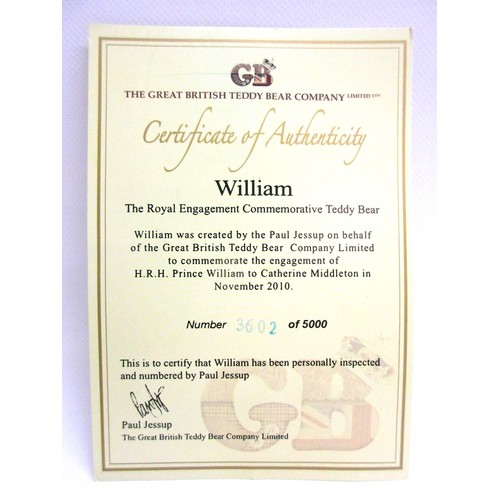 GB
THE GREAT BRITISH TEDDY BEAR COMPANY LIMITED
Certificate of Authenticity
William
The Royal Engagement Commemorative Teddy Bear
William was created by the Paul Jessup on behalf
of the Great British Teddy Bear Company Limited
to commemorate the engagement of
H.R.H. Prince William to Catherine Middleton in
November 2010.
Number 3602 of 5000
This is to certify that William has been personally inspected
and numbered by Paul Jessup
Paul Jessup
The Great British Teddy Bear Company Limited
GB